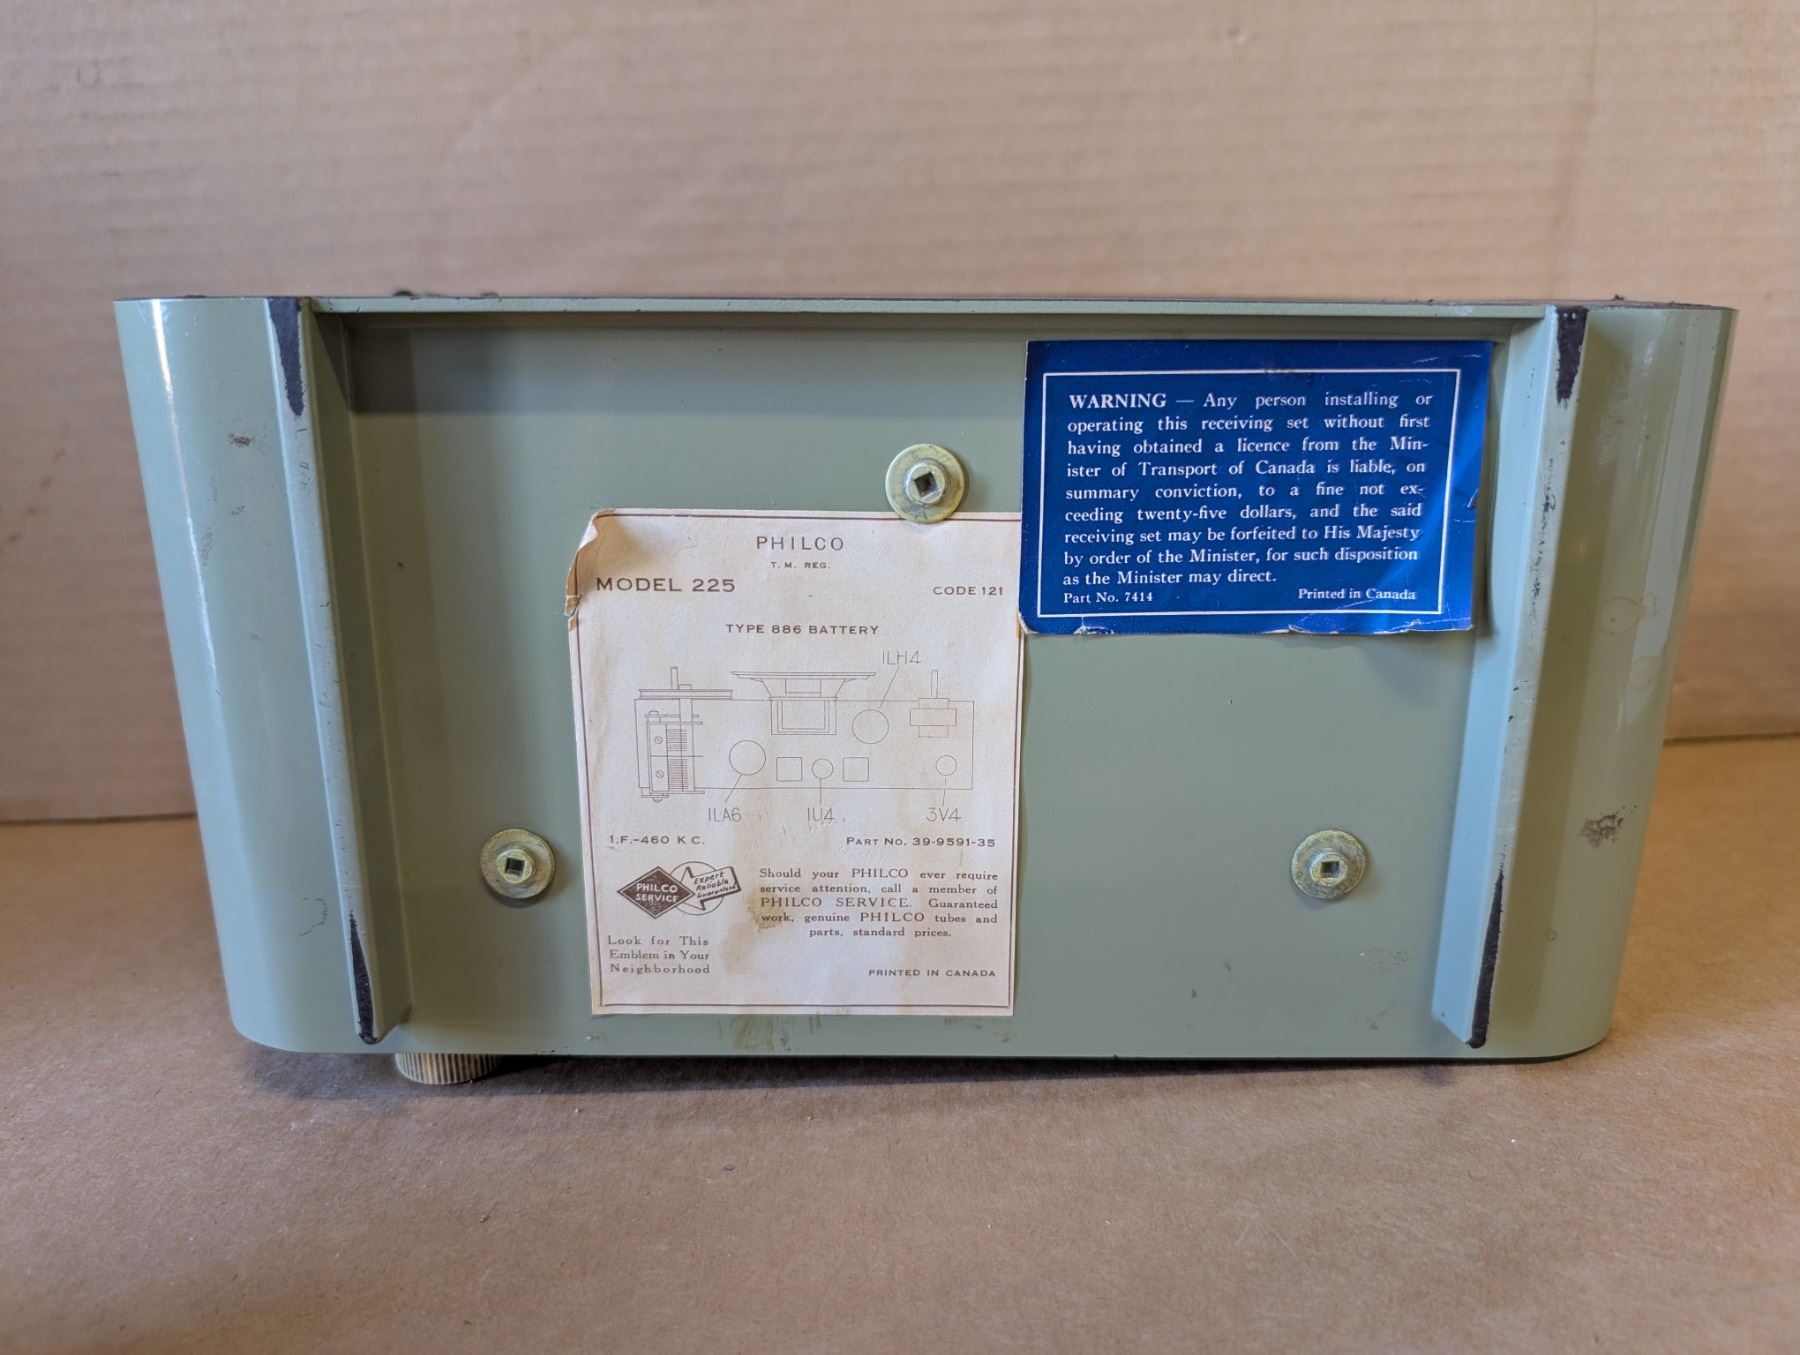 WARNING — Any person installing or
operating this receiving set without first
having obtained a licence from the Min-
ister of Transport of Canada is liable, on
summary conviction, to a fine not ex-
ceeding twenty-five dollars, and the said
receiving set may be forfeited to His Majesty
by order of the Minister, for such disposition
as the Minister may direct.
Part No. 7414 Printed in Canada
PHILCO
T. M. REG.
MODEL 225 CODE 121
TYPE 886 BATTERY
1LH4
1LA6 1U4 3V4
I.F.-460 K C. PART NO. 39-9591-35
PHILCO
SERVICE
Expert
Reliable
Guaranteed
Should your PHILCO ever require
service attention, call a member of
PHILCO SERVICE. Guaranteed
work, genuine PHILCO tubes and
parts, standard prices.
Look for This
Emblem in Your
Neighborhood
PRINTED IN CANADA